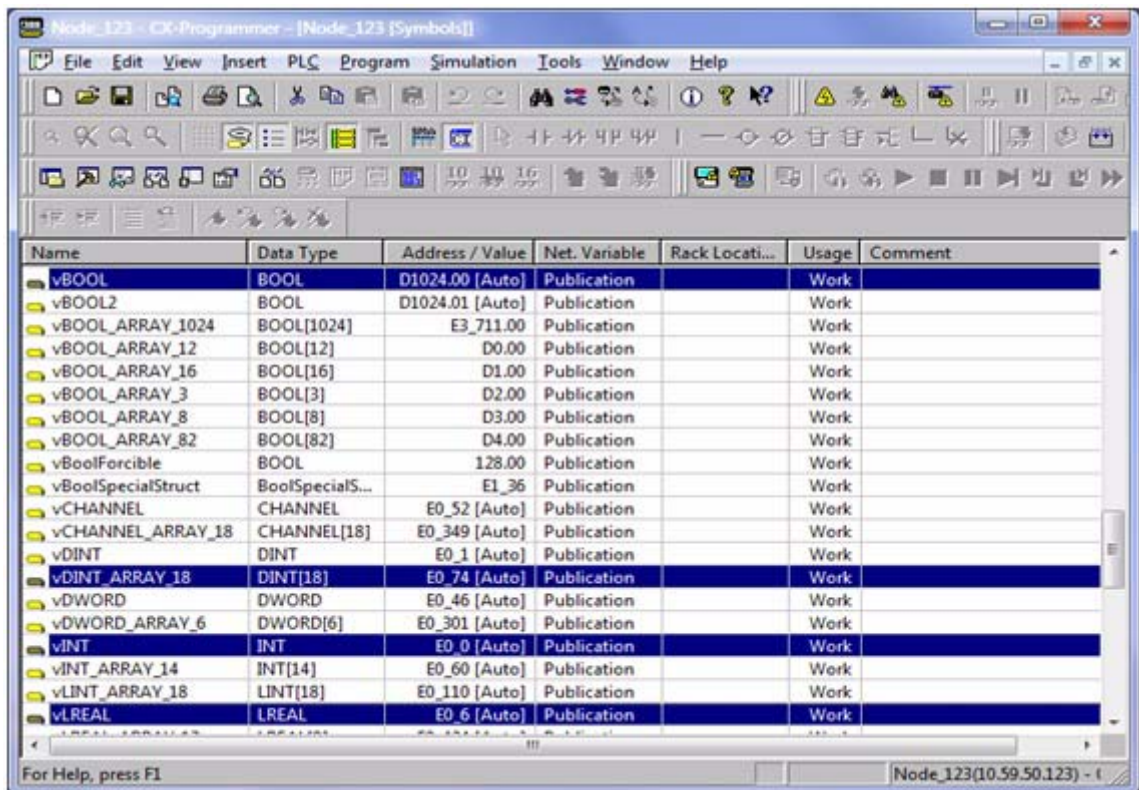 Node_123 - CX-Programmer - [Node_123 [Symbols]]
File Edit View Insert PLC Program Simulation Tools Window Help
Name Data Type Address / Value Net. Variable Rack Locati... Usage Comment
vBOOL BOOL D1024.00 [Auto] Publication Work
vBOOL2 BOOL D1024.01 [Auto] Publication Work
vBOOL_ARRAY_1024 BOOL[1024] E3_711.00 Publication Work
vBOOL_ARRAY_12 BOOL[12] D0.00 Publication Work
vBOOL_ARRAY_16 BOOL[16] D1.00 Publication Work
vBOOL_ARRAY_3 BOOL[3] D2.00 Publication Work
vBOOL_ARRAY_8 BOOL[8] D3.00 Publication Work
vBOOL_ARRAY_82 BOOL[82] D4.00 Publication Work
vBoolForcible BOOL 128.00 Publication Work
vBoolSpecialStruct BoolSpecialS... E1_36 Publication Work
vCHANNEL CHANNEL E0_52 [Auto] Publication Work
vCHANNEL_ARRAY_18 CHANNEL[18] E0_349 [Auto] Publication Work
vDINT DINT E0_1 [Auto] Publication Work
vDINT_ARRAY_18 DINT[18] E0_74 [Auto] Publication Work
vDWORD DWORD E0_46 [Auto] Publication Work
vDWORD_ARRAY_6 DWORD[6] E0_301 [Auto] Publication Work
vINT INT E0_0 [Auto] Publication Work
vINT_ARRAY_14 INT[14] E0_60 [Auto] Publication Work
vLINT_ARRAY_18 LINT[18] E0_110 [Auto] Publication Work
vLREAL LREAL E0_6 [Auto] Publication Work
For Help, press F1 Node_123(10.59.50.123) -